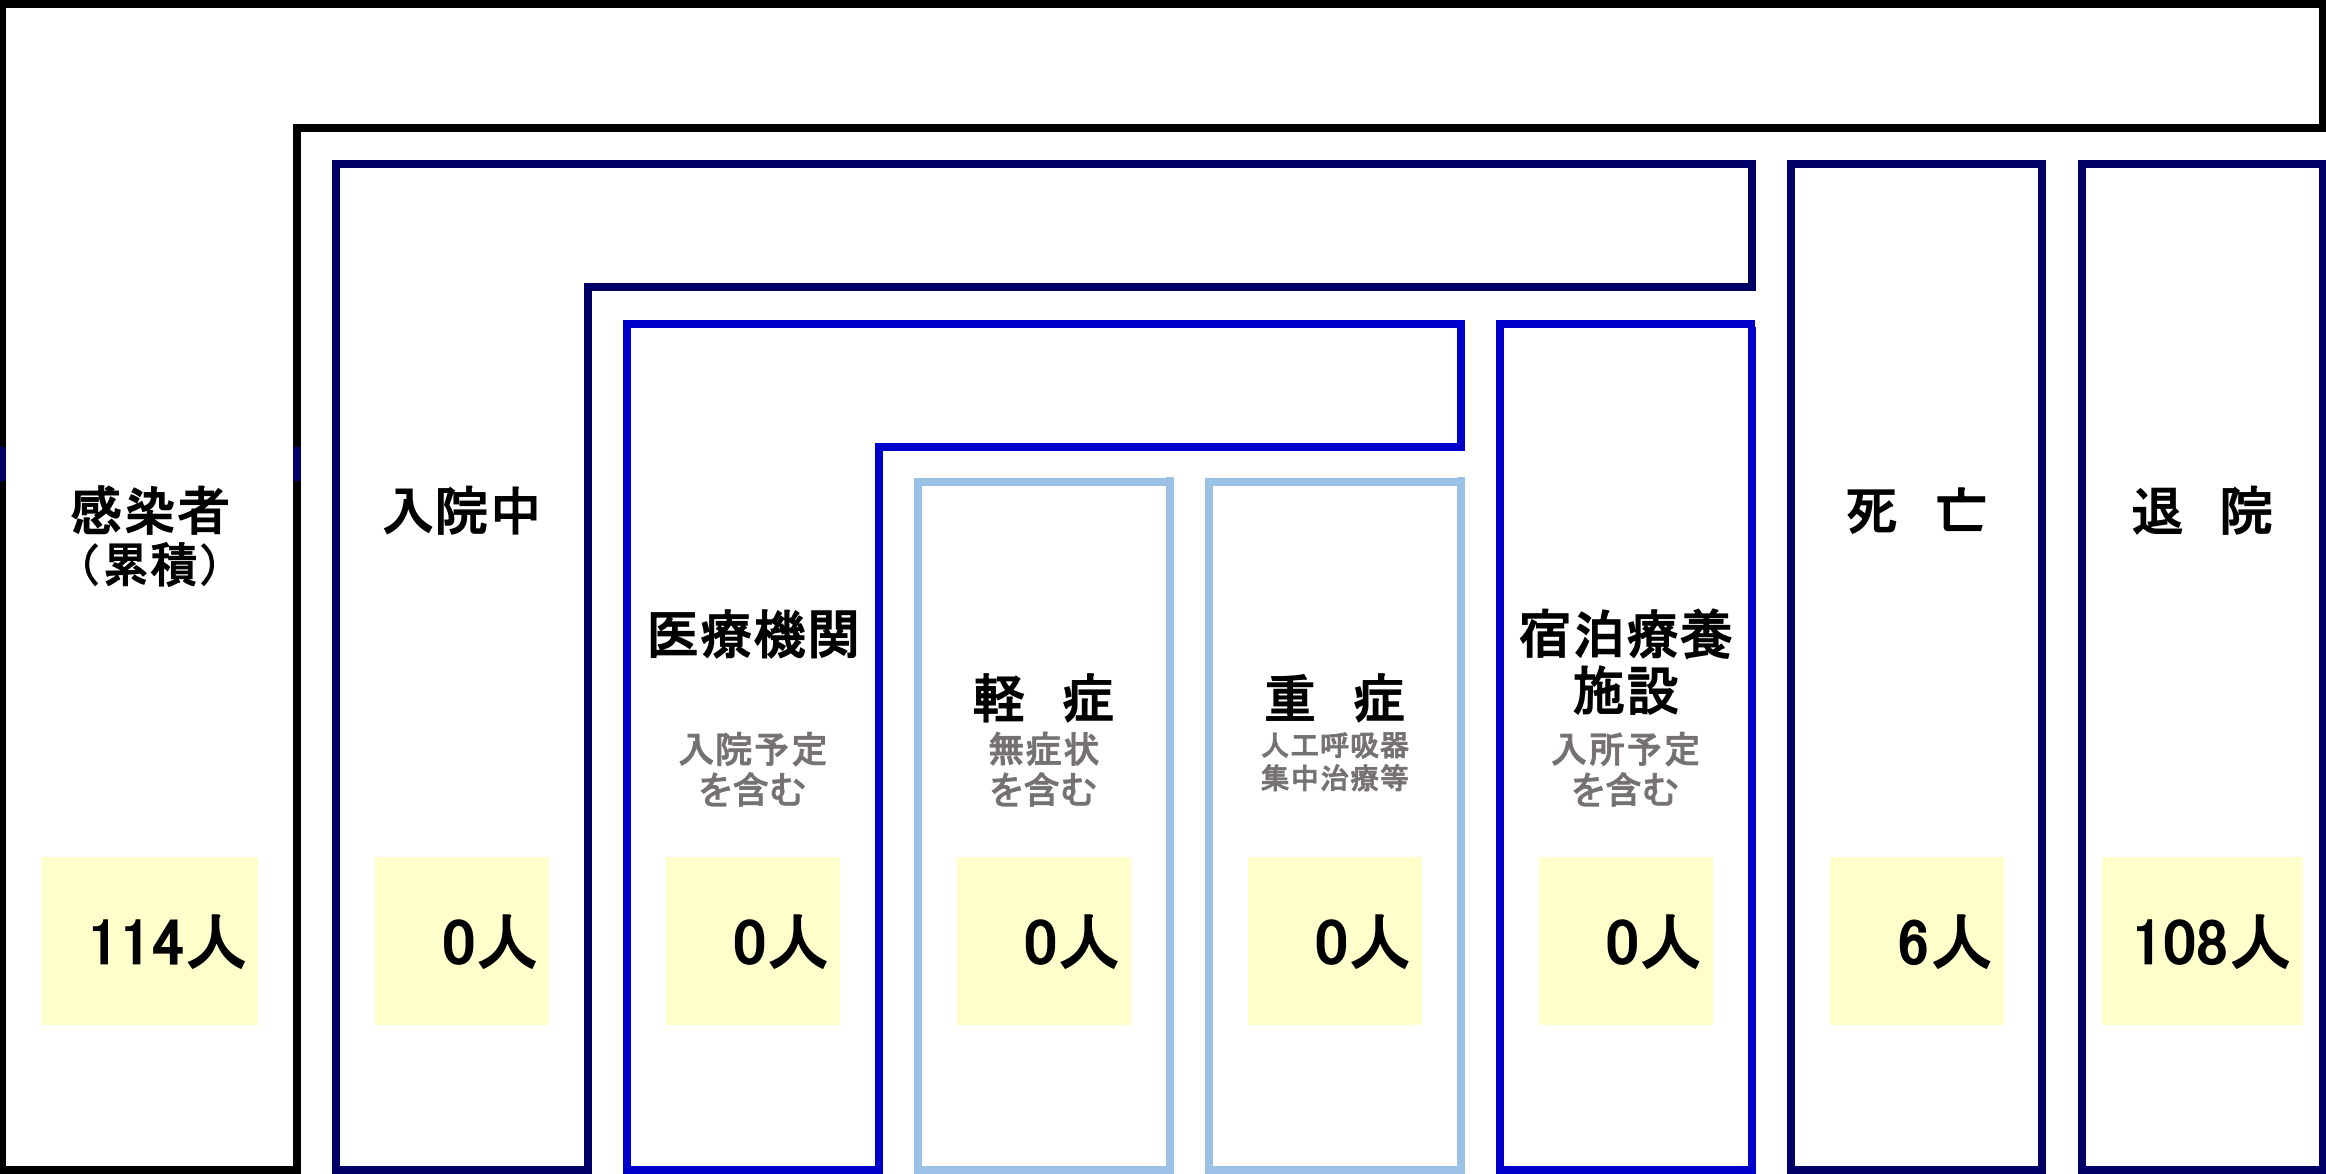 感染者
（累積）
114人
入院中
0人
医療機関
入院予定
を含む
0人
軽　症
無症状
を含む
0人
重　症
人工呼吸器
集中治療等
0人
宿泊療養
施設
入所予定
を含む
0人
死　亡
6人
退　院
108人